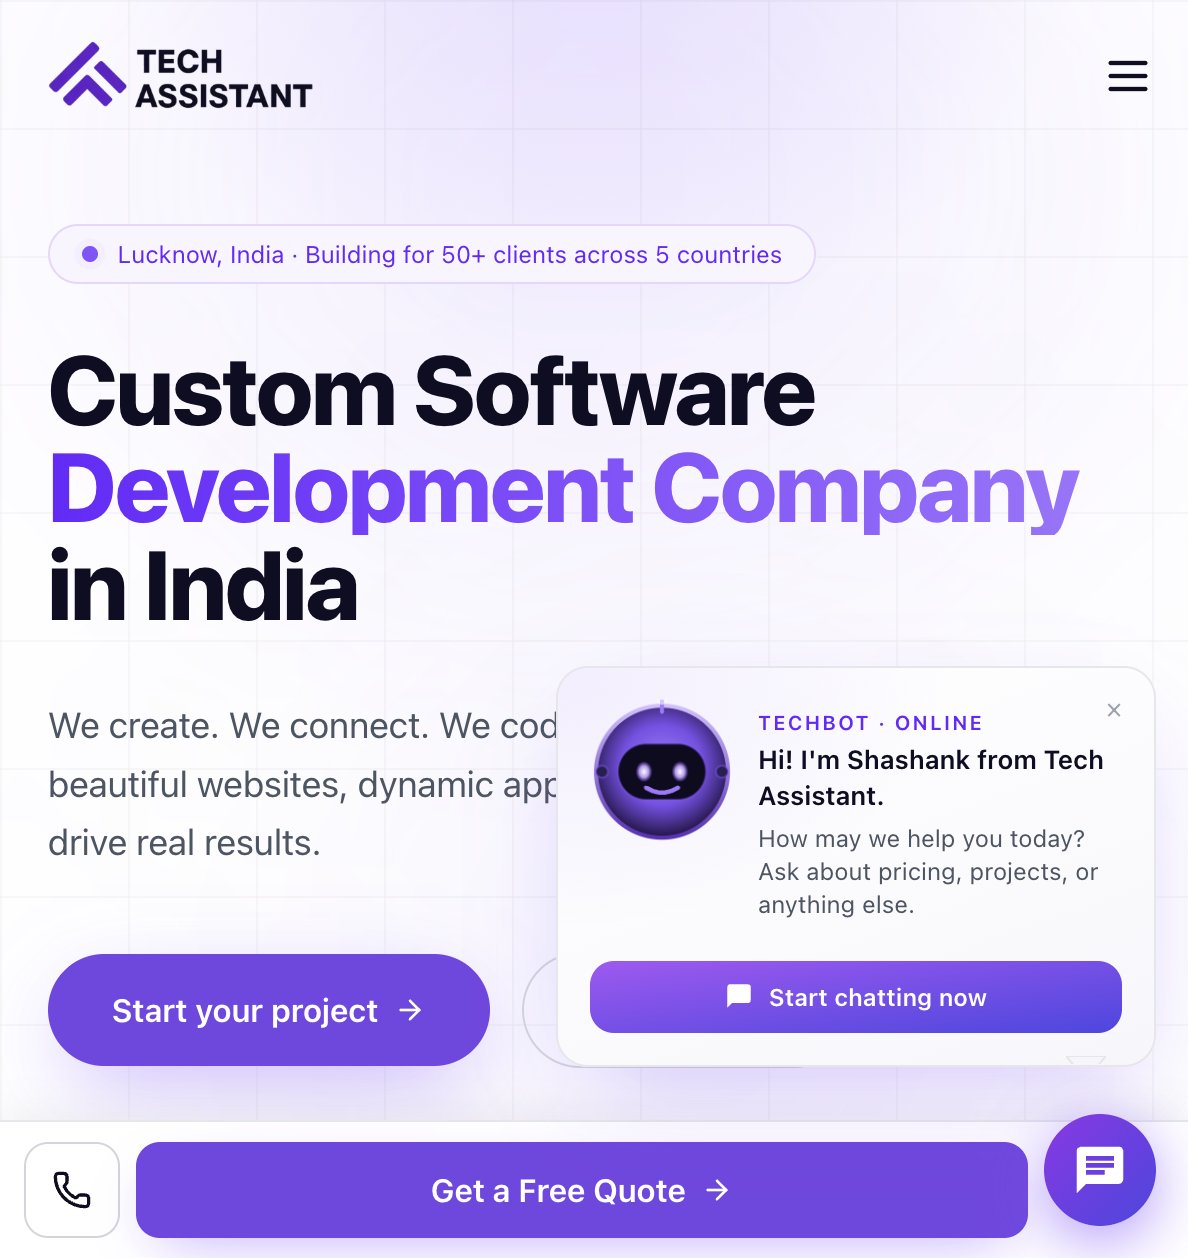 TECH
ASSISTANT
Lucknow, India · Building for 50+ clients across 5 countries
Custom Software
Development Company
in India
We create. We connect. We
beautiful websites, dynamic
drive real results.
TECHBOT · ONLINE
Hi! I'm Shashank from Tech
Assistant.
How may we help you today?
Ask about pricing, projects, or
anything else.
Start your project →
Start chatting now
Get a Free Quote →